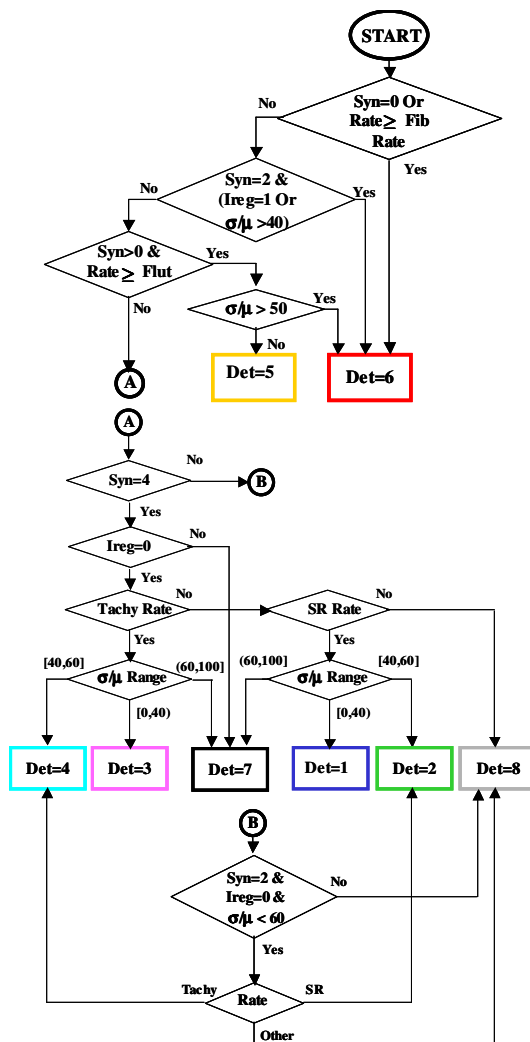 START
Syn=0 Or
Rate≥ Fib
Rate
No
Yes
Syn=2 &
(Ireg=1 Or
σ/μ >40)
No
Yes
Syn>0 &
Rate≥ Flut
Yes
No
σ/μ > 50
Yes
No
Det=5
Det=6
A
A
Syn=4
No
B
Yes
Ireg=0
No
Yes
Tachy Rate
No
SR Rate
No
Yes
Yes
[40,60]
σ/μ Range
(60,100]
(60,100]
σ/μ Range
[40,60]
[0,40)
[0,40)
Det=4
Det=3
Det=7
Det=1
Det=2
Det=8
B
Syn=2 &
Ireg=0 &
σ/μ < 60
No
Yes
Tachy
Rate
SR
Other